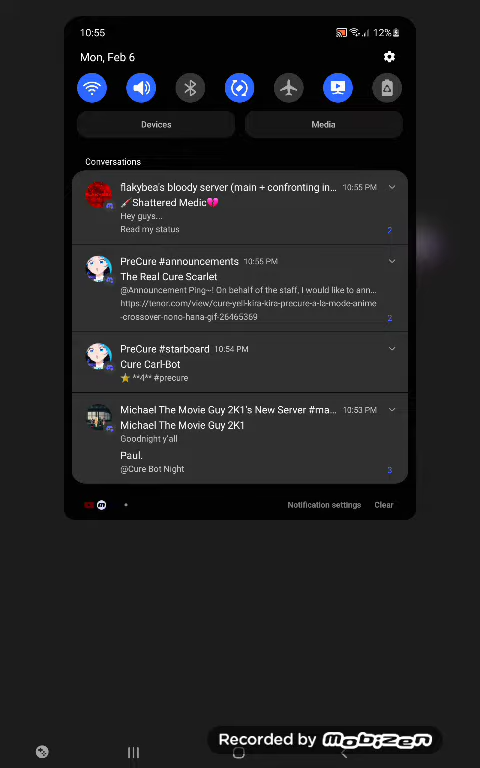 10:55
12%
Mon, Feb 6
Devices
Media
Conversations
flakybea's bloody server (main + confronting in... 10:55 PM
🗡️Shattered Medic💔
Hey guys...
Read my status
2
PreCure #announcements 10:55 PM
The Real Cure Scarlet
@Announcement Ping~! On behalf of the staff, I would like to ann...
https://tenor.com/view/cure-yell-kira-kira-precure-a-la-mode-anime
-crossover-nono-hana-gif-26465369
2
PreCure #starboard 10:54 PM
Cure Carl-Bot
⭐ **4** #precure
Michael The Movie Guy 2K1's New Server #ma... 10:53 PM
Michael The Movie Guy 2K1
Goodnight y'all
Paul.
@Cure Bot Night
3
Notification settings
Clear
Recorded by mobizen